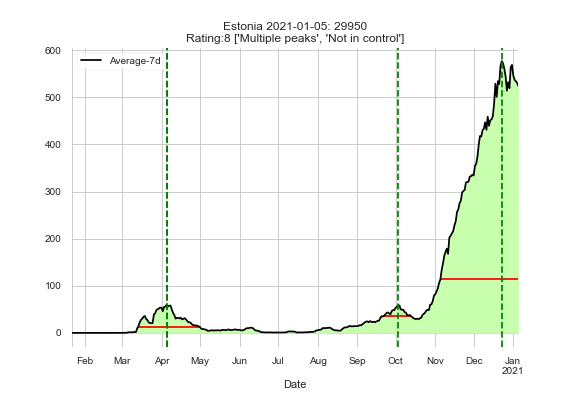 Estonia 2021-01-05: 29950
Rating:8 ['Multiple peaks', 'Not in control']
Average-7d
600
500
400
300
200
100
0
Feb Mar Apr May Jun Jul Aug Sep Oct Nov Dec Jan
2021
Date